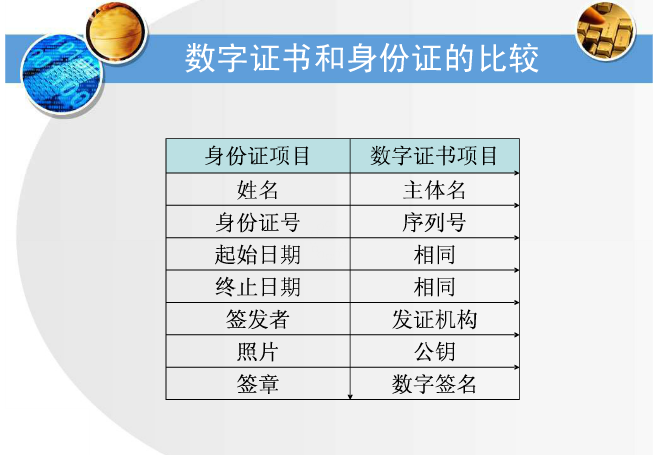 数字证书和身份证的比较
身份证项目 数字证书项目
姓名 主体名
身份证号 序列号
起始日期 相同
终止日期 相同
签发者 发证机构
照片 公钥
签章 数字签名